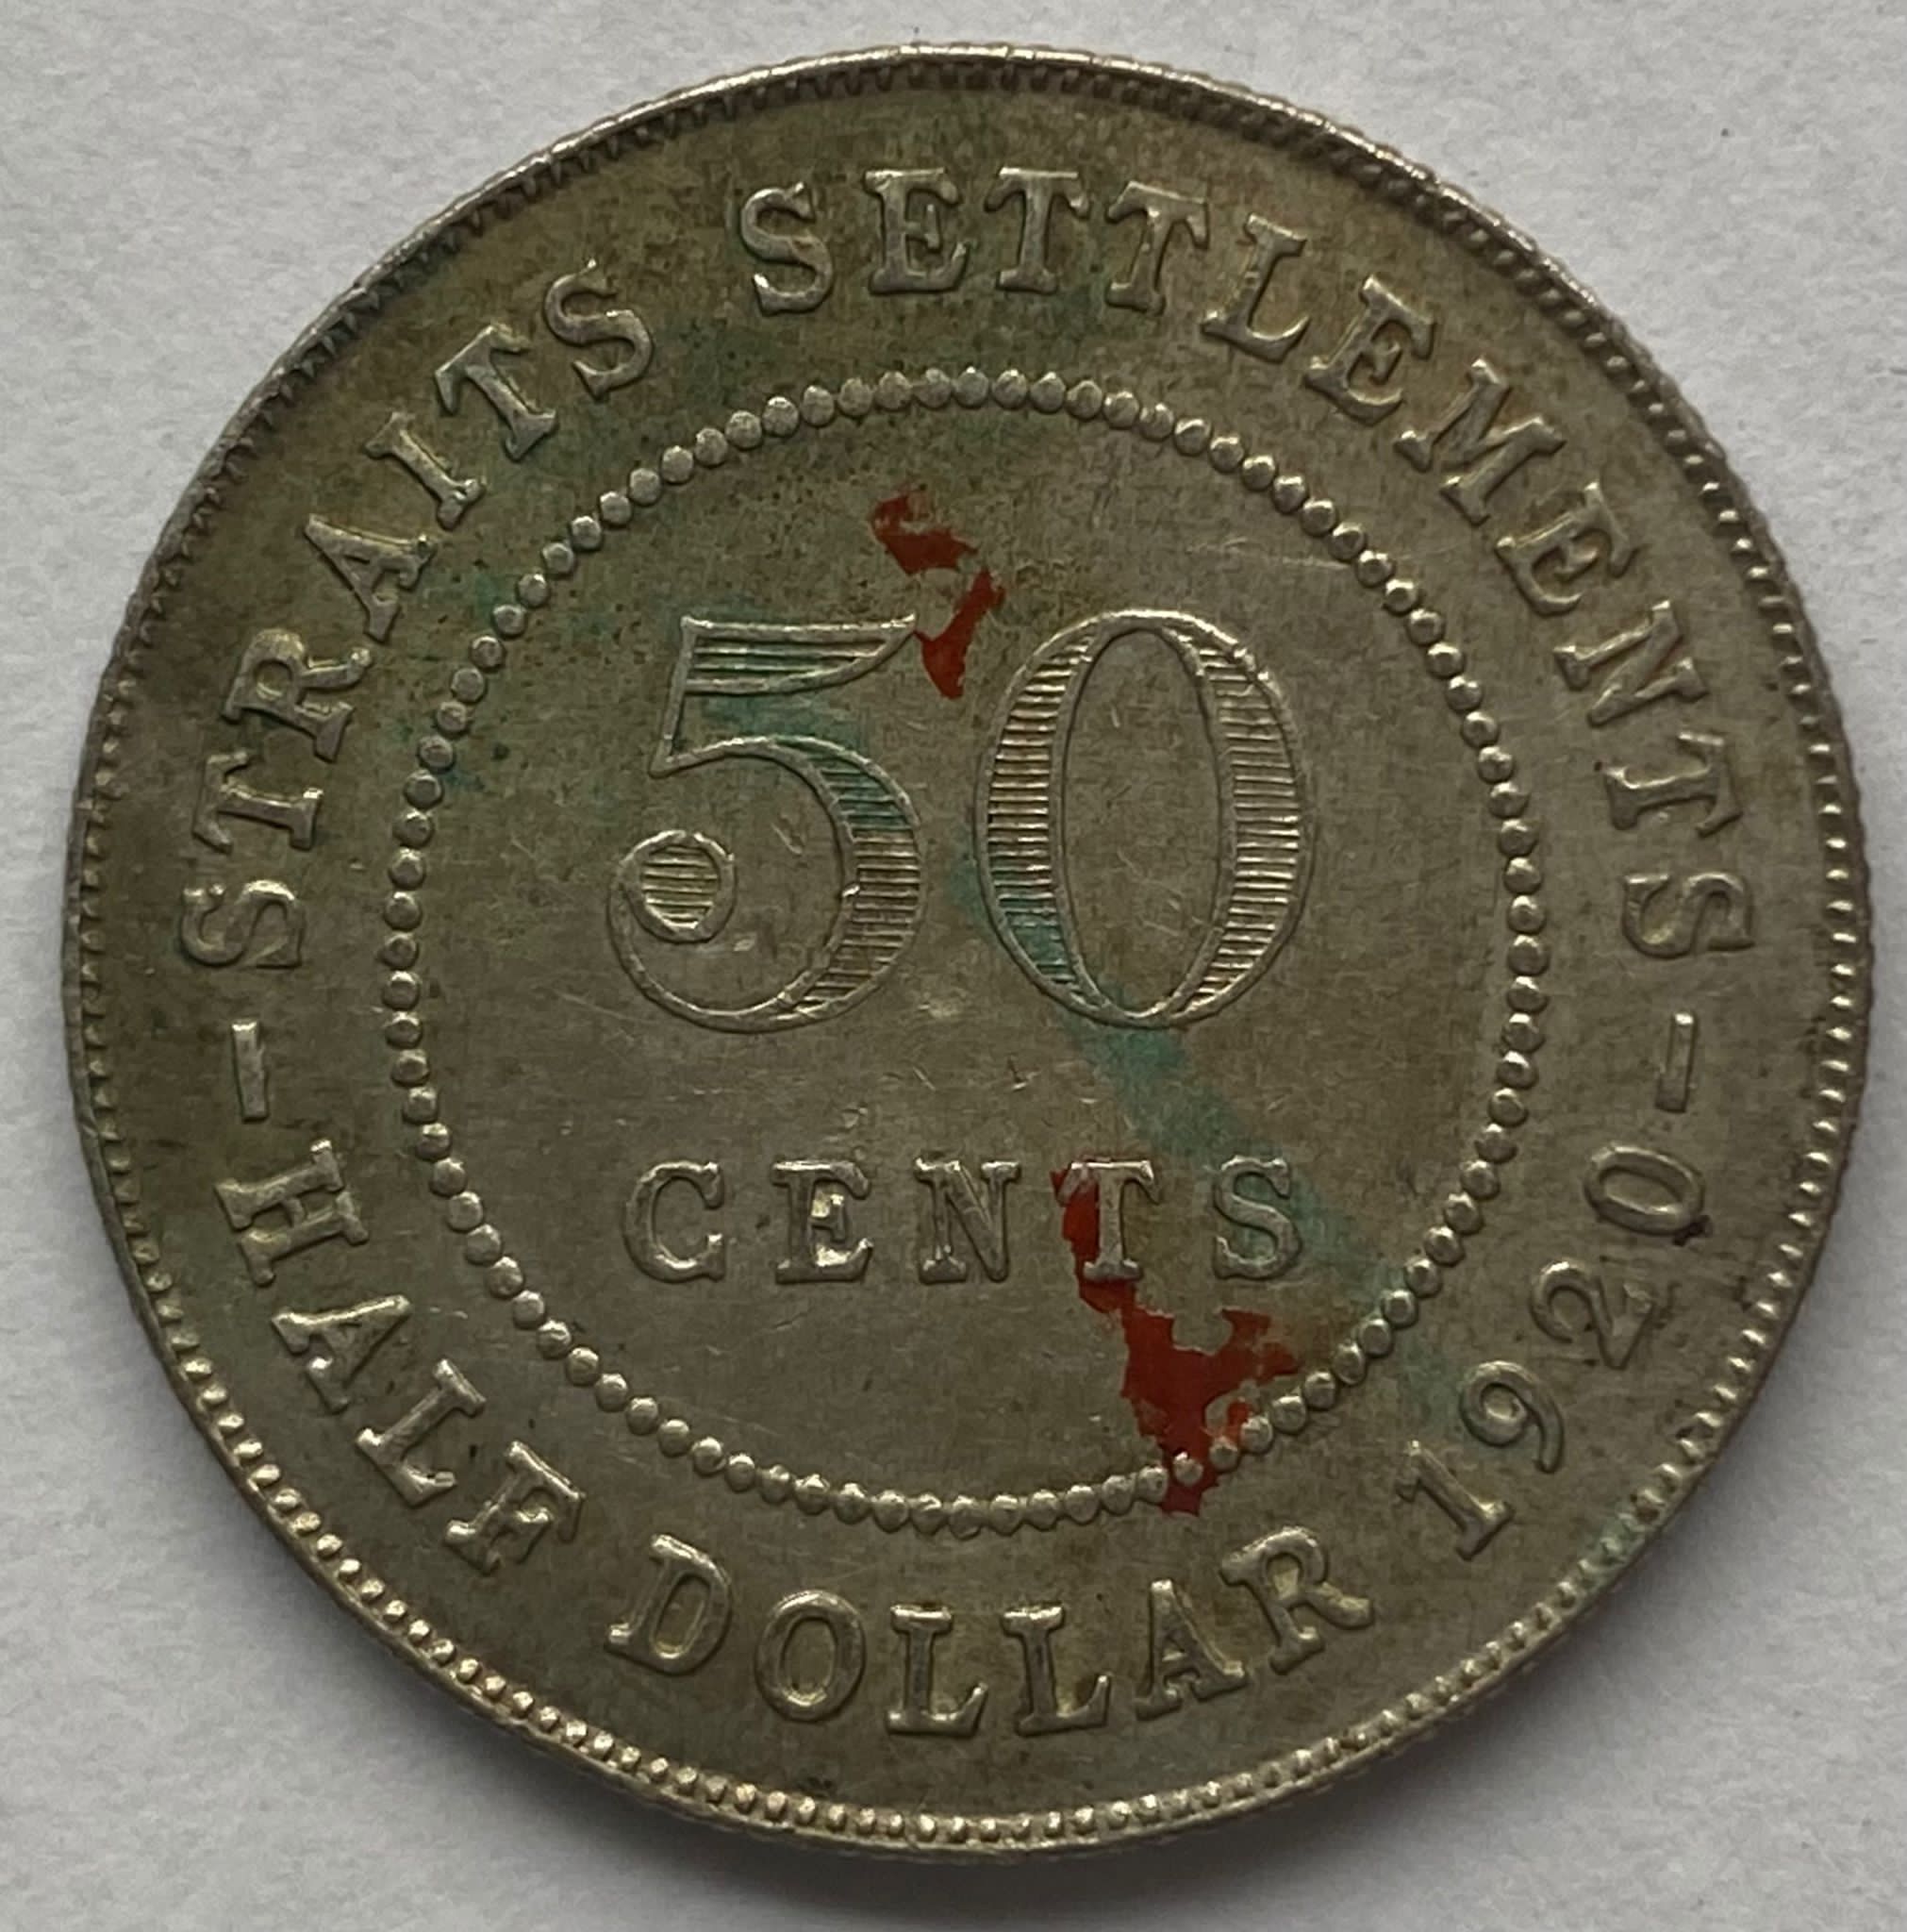 STRAITS SETTLEMENTS
50
CENTS
HALF DOLLAR 1920